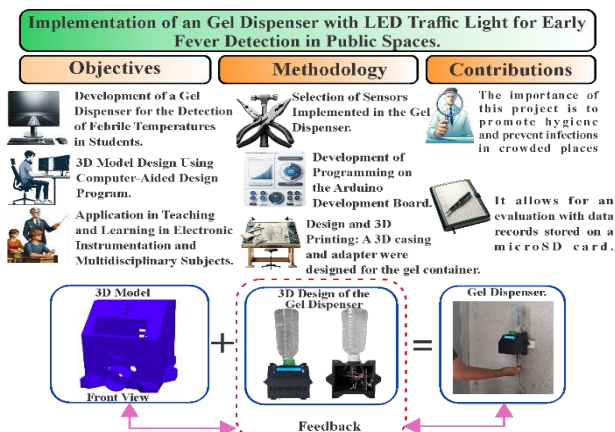 Implementation of an Gel Dispenser with LED Traffic Light for Early
Fever Detection in Public Spaces.
Objectives
Development of a Gel
Dispenser for the Detection
of Febrile Temperatures
in Students.
3D Model Design Using
Computer-Aided Design
Program.
Application in Teaching
and Learning in Electronic
Instrumentation and
Multidisciplinary Subjects.
Methodology
Selection of Sensors
Implemented in the Gel
Dispenser.
Development of
Programming on
the Arduino
Development Board.
Design and 3D
Printing: A 3D casing
and adapter were
designed for the gel container.
Contributions
The importance of
this project is to
promote hygiene
and prevent infections
in crowded places
It allows for an
evaluation with data
records stored on a
microSD card.
3D Model
Front View
+
3D Design of the
Gel Dispenser
=
Gel Dispenser.
Feedback